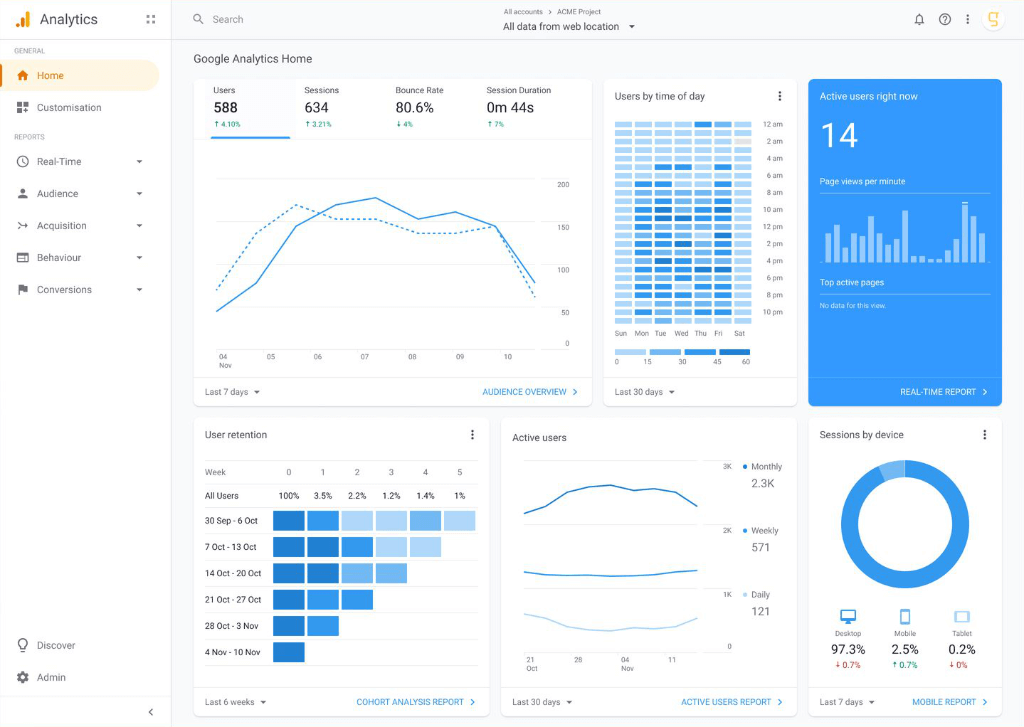 Analytics
Search
All accounts > ACME Project
All data from web location
GENERAL
Home
Customisation
REPORTS
Real-Time
Audience
Acquisition
Behaviour
Conversions
Discover
Admin
Google Analytics Home
Users Sessions Bounce Rate Session Duration
588 634 80.6% 0m 44s
↑ 4.10% ↑ 3.21% ↓ 4% ↑ 7%
200
150
100
50
0
04 05 06 07 08 09 10
Nov
Last 7 days AUDIENCE OVERVIEW >
Users by time of day
12 am
2 am
4 am
6 am
8 am
10 am
12 pm
2 pm
4 pm
6 pm
8 pm
10 pm
Sun Mon Tue Wed Thu Fri Sat
0 15 30 45 60
Last 30 days
Active users right now
14
Page views per minute
Top active pages
No data for this view.
REAL-TIME REPORT >
User retention
Week 0 1 2 3 4 5
All Users 100% 3.5% 2.2% 1.2% 1.4% 1%
30 Sep - 6 Oct
7 Oct - 13 Oct
14 Oct - 20 Oct
21 Oct - 27 Oct
28 Oct - 3 Nov
4 Nov - 10 Nov
Last 6 weeks COHORT ANALYSIS REPORT >
Active users
3K Monthly
2.3K
2K Weekly
571
1K Daily
121
0
21 28 04 11
Oct Nov
Last 30 days ACTIVE USERS REPORT >
Sessions by device
Desktop Mobile Tablet
97.3% 2.5% 0.2%
↓ 0.7% ↑ 0.7% ↓ 0%
Last 7 days MOBILE REPORT >